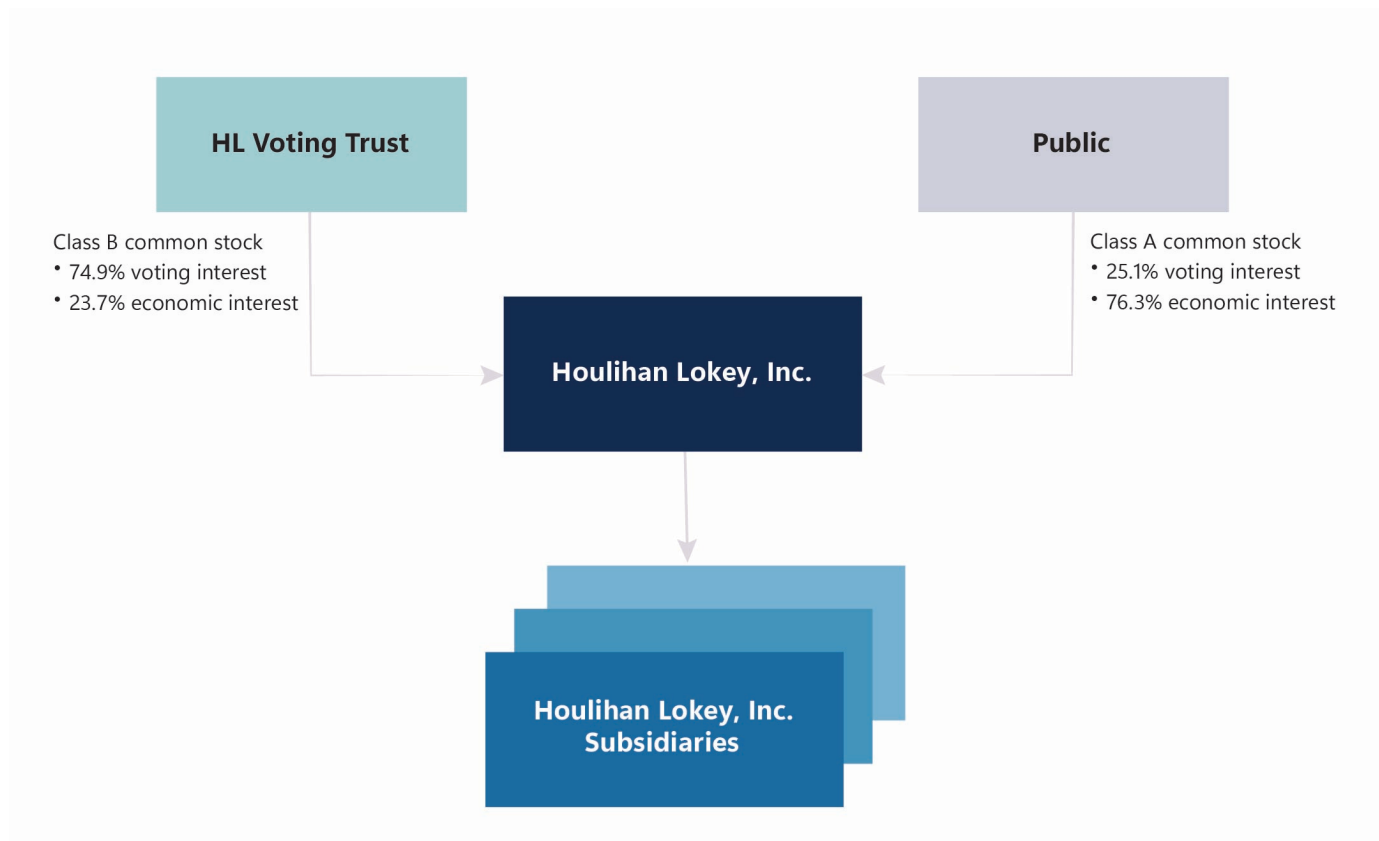 HL Voting Trust
Public
Class B common stock
• 74.9% voting interest
• 23.7% economic interest
Class A common stock
• 25.1% voting interest
• 76.3% economic interest
Houlihan Lokey, Inc.
Houlihan Lokey, Inc.
Subsidiaries